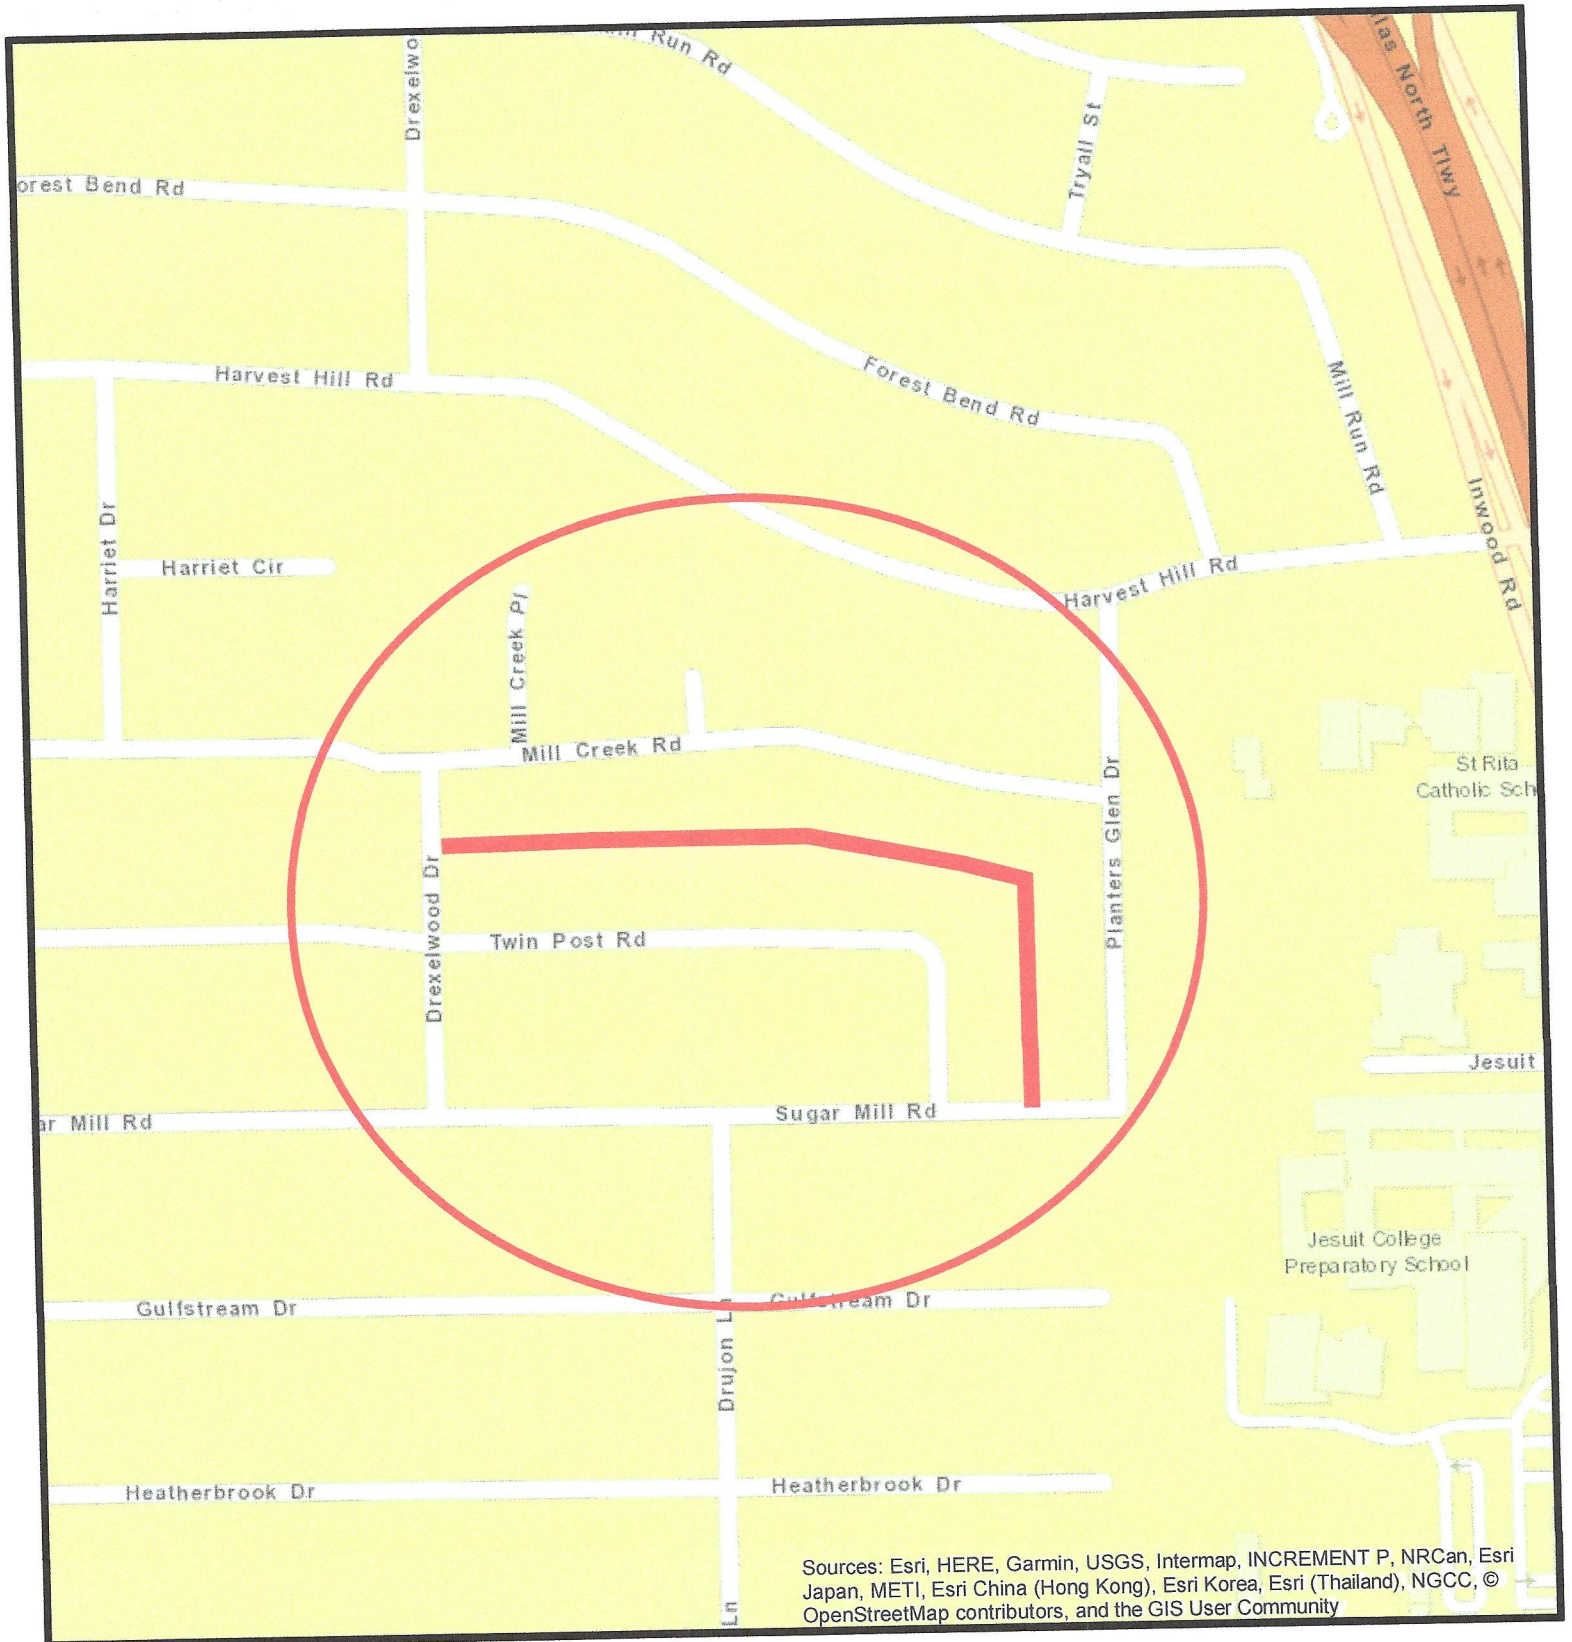 Drexelwo
Run Rd
las North Tlwy
Tryall St
orest Bend Rd
Harvest Hill Rd
Forest Bend Rd
Mill Run Rd
Inwood Rd
Harriet Dr
Harriet Cir
Mill Creek Pl
Harvest Hill Rd
Mill Creek Rd
Planters Glen Dr
St Rita
Catholic Sch
Drexelwood Dr
Twin Post Rd
Jesuit
ar Mill Rd
Sugar Mill Rd
Jesuit College
Preparatory School
Gulfstream Dr
Gulfstream Dr
Drujon Ln
Heatherbrook Dr
Heatherbrook Dr
Ln
Sources: Esri, HERE, Garmin, USGS, Intermap, INCREMENT P, NRCan, Esri
Japan, METI, Esri China (Hong Kong), Esri Korea, Esri (Thailand), NGCC, ©
OpenStreetMap contributors, and the GIS User Community